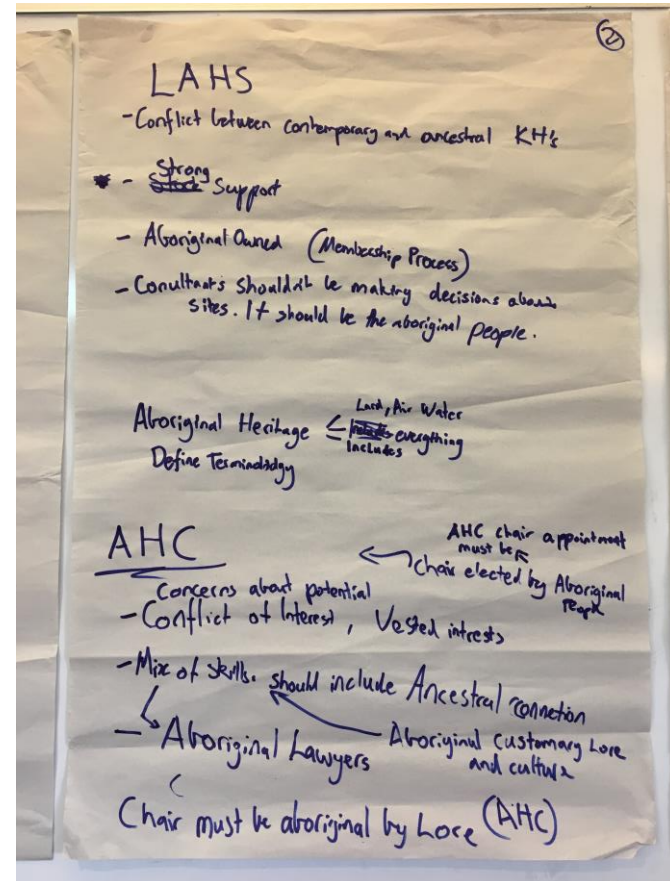 2
LAHS
- Conflict between contemporary and ancestral KH's
Strong
- Support
- Aboriginal Owned (Membership Process)
- Conultants shouldn't be making decisions about
sites. It should be the aboriginal people.
Land, Air Water
Aboriginal Heritage everything
Includes
Define Terminology
AHC
AHC chair appointment
must be
Chair elected by Aboriginal
People
Concerns about potential
- Conflict of Interest, Vested intrests
- Mix of skills. should include Ancestral connetion
- Aboriginal Lawyers
Aboriginal Customary Lore
and culture
Chair must be aboriginal by Lore (AHC)